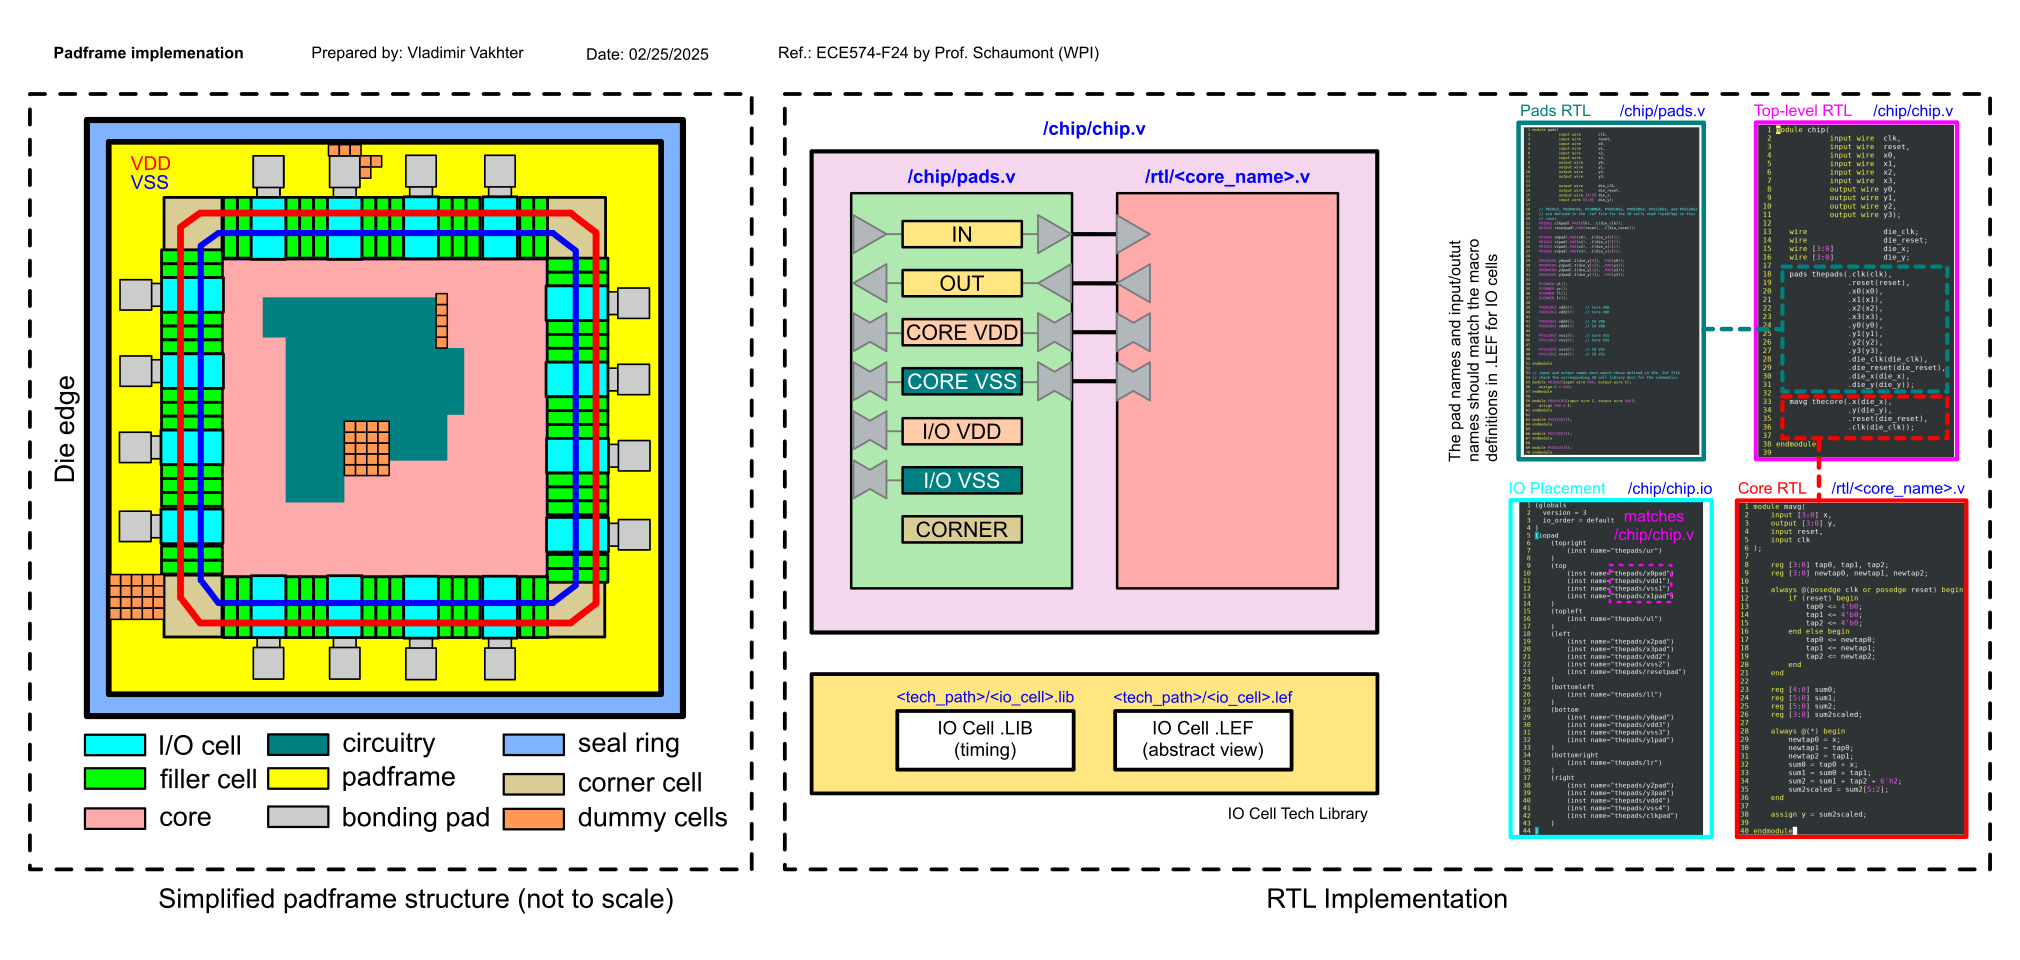 Padframe implemenation
Prepared by: Vladimir Vakhter
Date: 02/25/2025
Ref.: ECE574-F24 by Prof. Schaumont (WPI)
VDD
VSS
Die edge
I/O cell
circuitry
seal ring
filler cell
padframe
corner cell
core
bonding pad
dummy cells
Simplified padframe structure (not to scale)
/chip/chip.v
/chip/pads.v
/rtl/<core_name>.v
IN
OUT
CORE VDD
CORE VSS
I/O VDD
I/O VSS
CORNER
<tech_path>/<io_cell>.lib
<tech_path>/<io_cell>.lef
IO Cell .LIB
(timing)
IO Cell .LEF
(abstract view)
IO Cell Tech Library
The pad names and input/outut
names should match the macro
definitions in .LEF for IO cells
Pads RTL
/chip/pads.v
Top-level RTL
/chip/chip.v
1 module chip(
2 input wire clk,
3 input wire reset,
4 input wire x0,
5 input wire x1,
6 input wire x2,
7 input wire x3,
8 output wire y0,
9 output wire y1,
10 output wire y2,
11 output wire y3);
12
13 wire die_clk;
14 wire die_reset;
15 wire [3:0] die_x;
16 wire [3:0] die_y;
17
18 pads thepads(.clk(clk),
19 .reset(reset),
20 .x0(x0),
21 .x1(x1),
22 .x2(x2),
23 .x3(x3),
24 .y0(y0),
25 .y1(y1),
26 .y2(y2),
27 .y3(y3),
28 .die_clk(die_clk),
29 .die_reset(die_reset),
30 .die_x(die_x),
31 .die_y(die_y));
32
33 mavg thecore(.x(die_x),
34 .y(die_y),
35 .reset(die_reset),
36 .clk(die_clk));
37
38 endmodule
39
IO Placement
/chip/chip.io
matches
/chip/chip.v
1 (globals
2 version = 3
3 io_order = default
4 )
5 (iopad
6 (topright
7 (inst name="thepads/ur")
8 )
9 (top
10 (inst name="thepads/x0pad")
11 (inst name="thepads/vdd1")
12 (inst name="thepads/vss1")
13 (inst name="thepads/x1pad")
14 )
15 (topleft
16 (inst name="thepads/ul")
17 )
18 (left
19 (inst name="thepads/x2pad")
20 (inst name="thepads/x3pad")
21 (inst name="thepads/vdd2")
22 (inst name="thepads/vss2")
23 (inst name="thepads/resetpad")
24 )
25 (bottomleft
26 (inst name="thepads/ll")
27 )
28 (bottom
29 (inst name="thepads/y0pad")
30 (inst name="thepads/vdd3")
31 (inst name="thepads/vss3")
32 (inst name="thepads/y1pad")
33 )
34 (bottomright
35 (inst name="thepads/lr")
36 )
37 (right
38 (inst name="thepads/y2pad")
39 (inst name="thepads/y3pad")
40 (inst name="thepads/vdd4")
41 (inst name="thepads/vss4")
42 (inst name="thepads/clkpad")
43 )
44 )
Core RTL
/rtl/<core_name>.v
1 module mavg(
2 input [3:0] x,
3 output [3:0] y,
4 input reset,
5 input clk
6 );
7
8 reg [3:0] tap0, tap1, tap2;
9 reg [3:0] newtap0, newtap1, newtap2;
10
11 always @(posedge clk or posedge reset) begin
12 if (reset) begin
13 tap0 <= 4'b0;
14 tap1 <= 4'b0;
15 tap2 <= 4'b0;
16 end else begin
17 tap0 <= newtap0;
18 tap1 <= newtap1;
19 tap2 <= newtap2;
20 end
21 end
22
23 reg [4:0] sum0;
24 reg [5:0] sum1;
25 reg [5:0] sum2;
26 reg [3:0] sum2scaled;
27
28 always @(*) begin
29 newtap0 = x;
30 newtap1 = tap0;
31 newtap2 = tap1;
32 sum0 = tap0 + x;
33 sum1 = sum0 + tap1;
34 sum2 = sum1 + tap2 + 6'h2;
35 sum2scaled = sum2[5:2];
36 end
37
38 assign y = sum2scaled;
39
40 endmodule
RTL Implementation